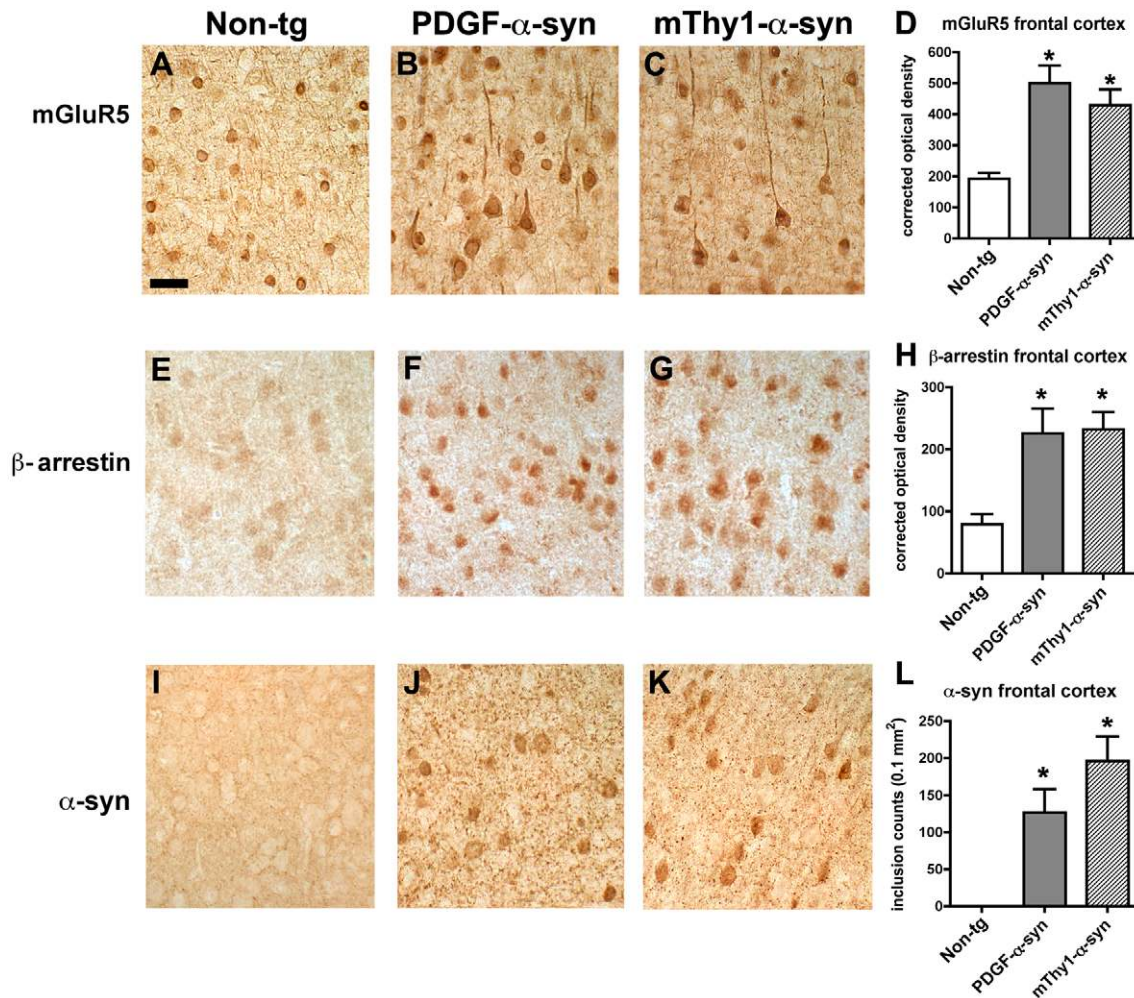 Non-tg
PDGF-α-syn
mThy1-α-syn
mGluR5
A
B
C
D mGluR5 frontal cortex
corrected optical density
600
500
400
300
200
100
0
*
*
Non-tg
PDGF-α-syn
mThy1-α-syn
β- arrestin
E
F
G
H β-arrestin frontal cortex
corrected optical density
300
200
100
0
*
*
Non-tg
PDGF-α-syn
mThy1-α-syn
α-syn
I
J
K
L α-syn frontal cortex
inclusion counts (0.1 mm²)
250
200
150
100
50
0
*
*
Non-tg
PDGF-α-syn
mThy1-α-syn